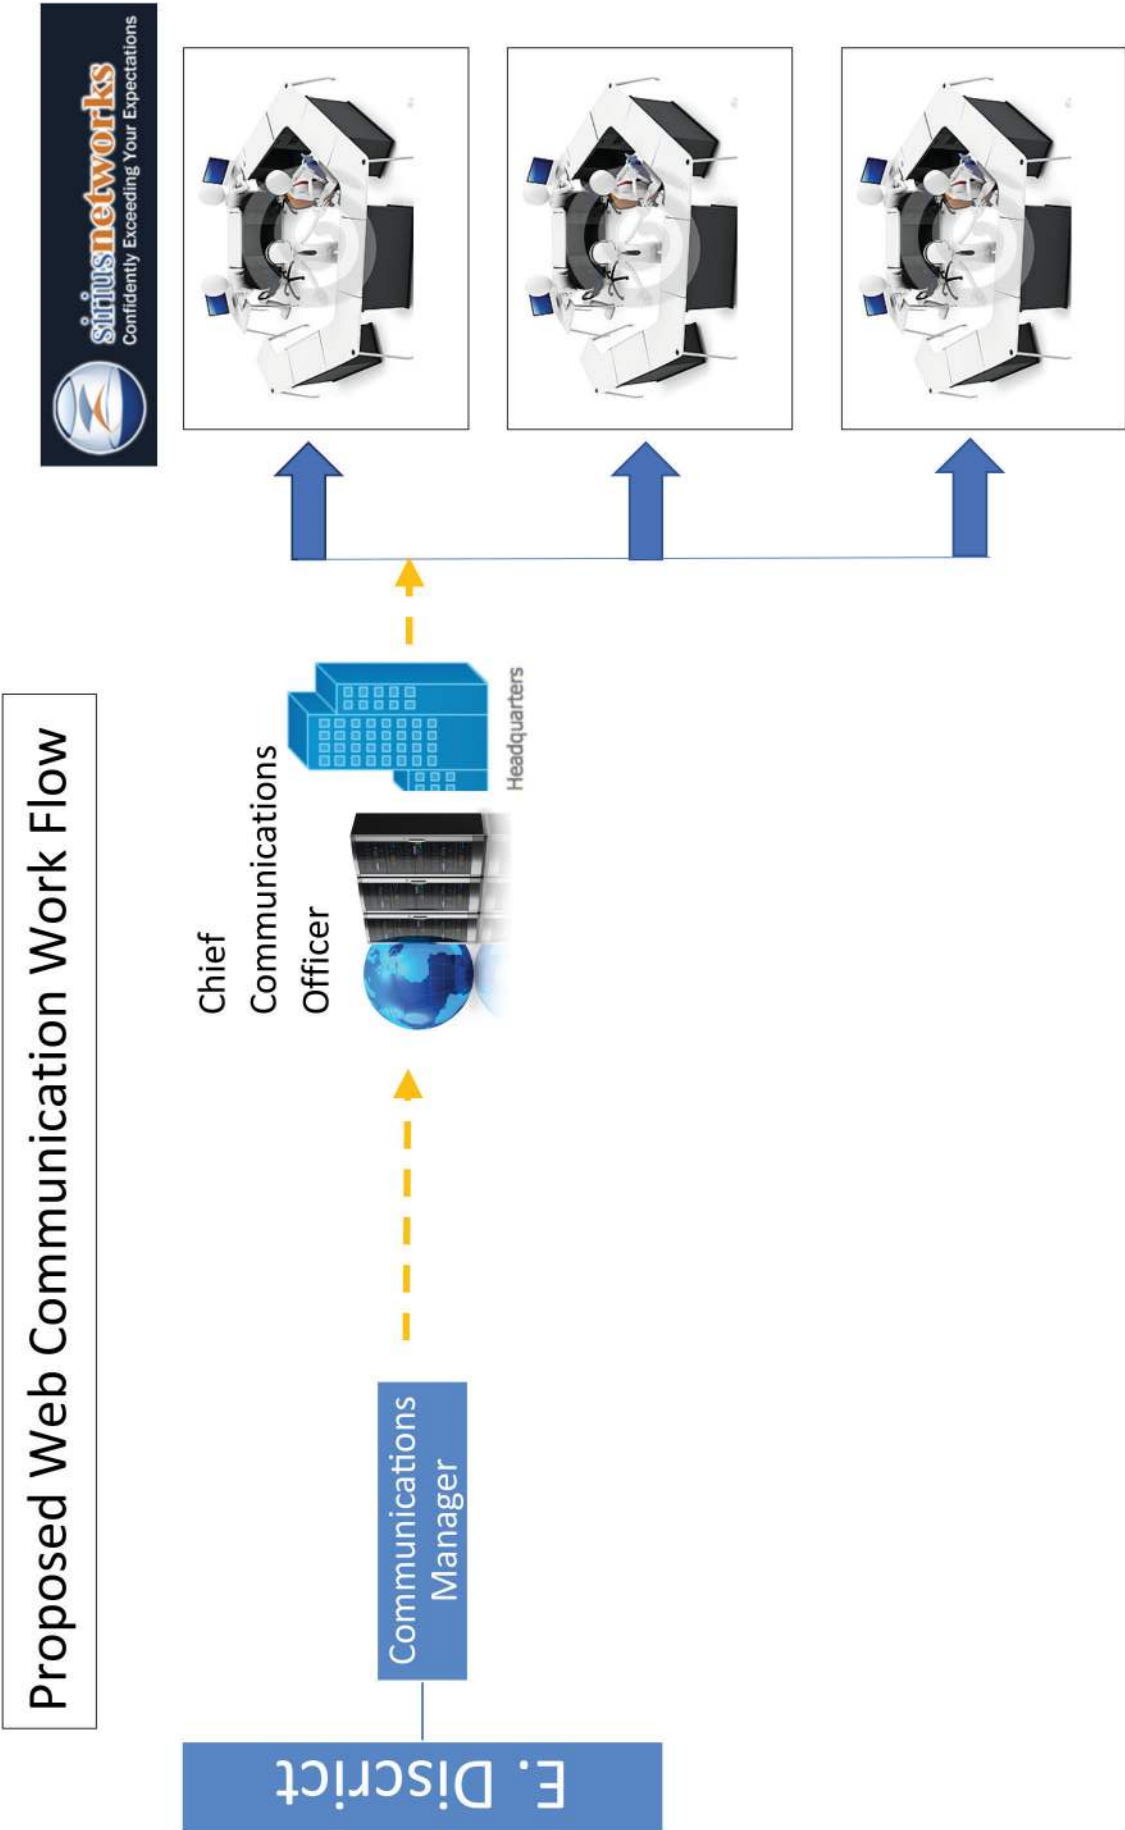 Proposed Web Communication Work Flow
siriusnetworks
Confidently Exceeding Your Expectations
E. Discrict
Communications
Manager
Chief
Communications
Officer
Headquarters